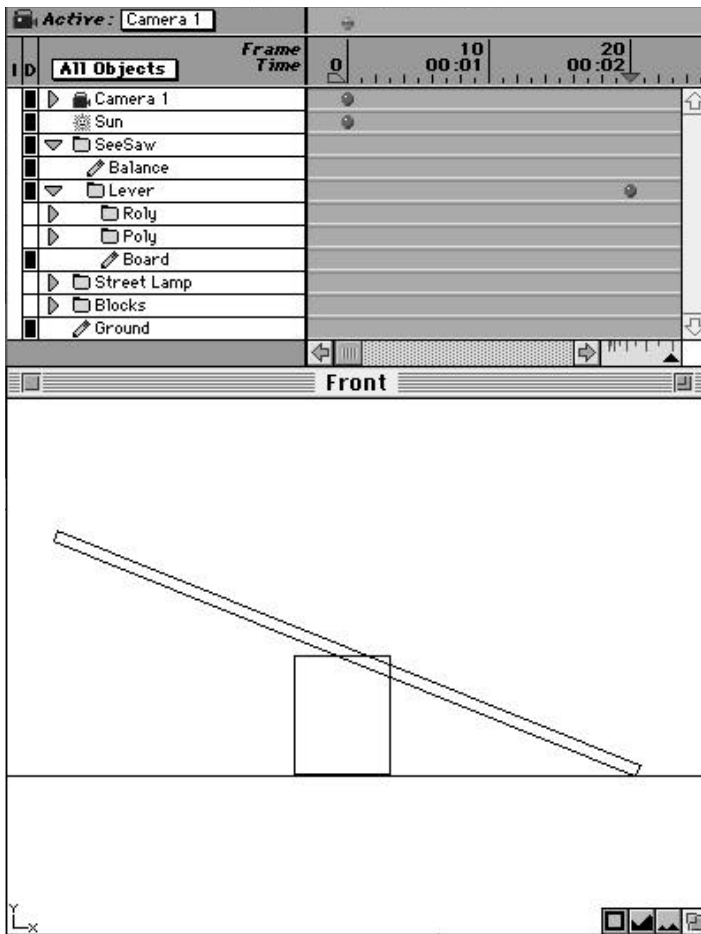 Active: Camera 1
Frame 10 20
Time 0 00:01 00:02
I D All Objects
Camera 1
Sun
SeeSaw
Balance
Lever
Roly
Poly
Board
Street Lamp
Blocks
Ground
Front
Y
X